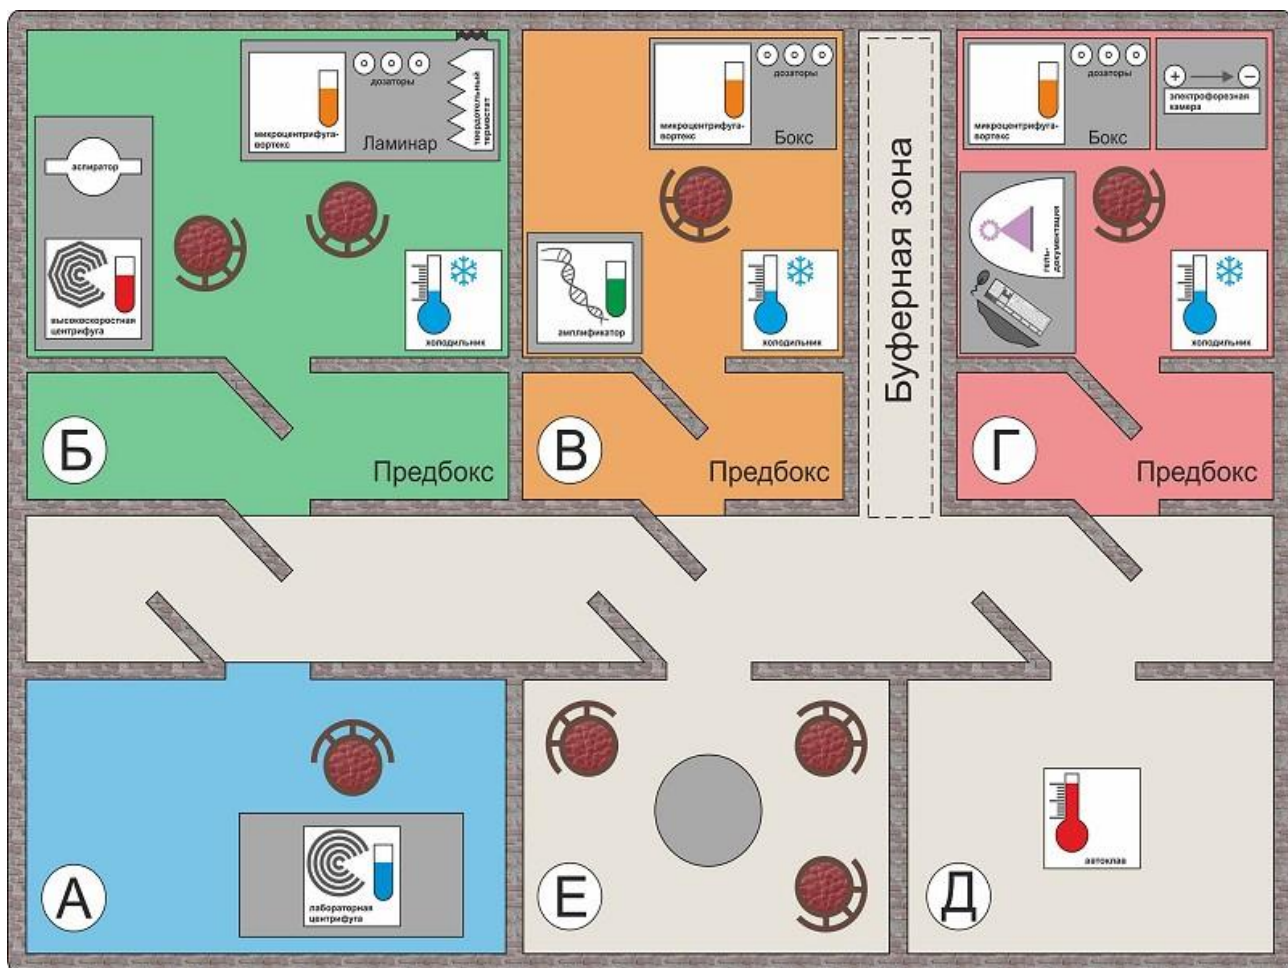 микроцентрифуга-
вортекс
дозаторы
Ламинар
твердотельный
термостат
аспиратор
высокоскоростная
центрифуга
холодильник
Б
Предбокс
микроцентрифуга-
вортекс
дозаторы
Бокс
амплификатор
холодильник
В
Предбокс
Буферная зона
микроцентрифуга-
вортекс
дозаторы
Бокс
+
−
электрофорезная
камера
гель-
документация
холодильник
Г
Предбокс
А
лабораторная
центрифуга
Е
Д
автоклав